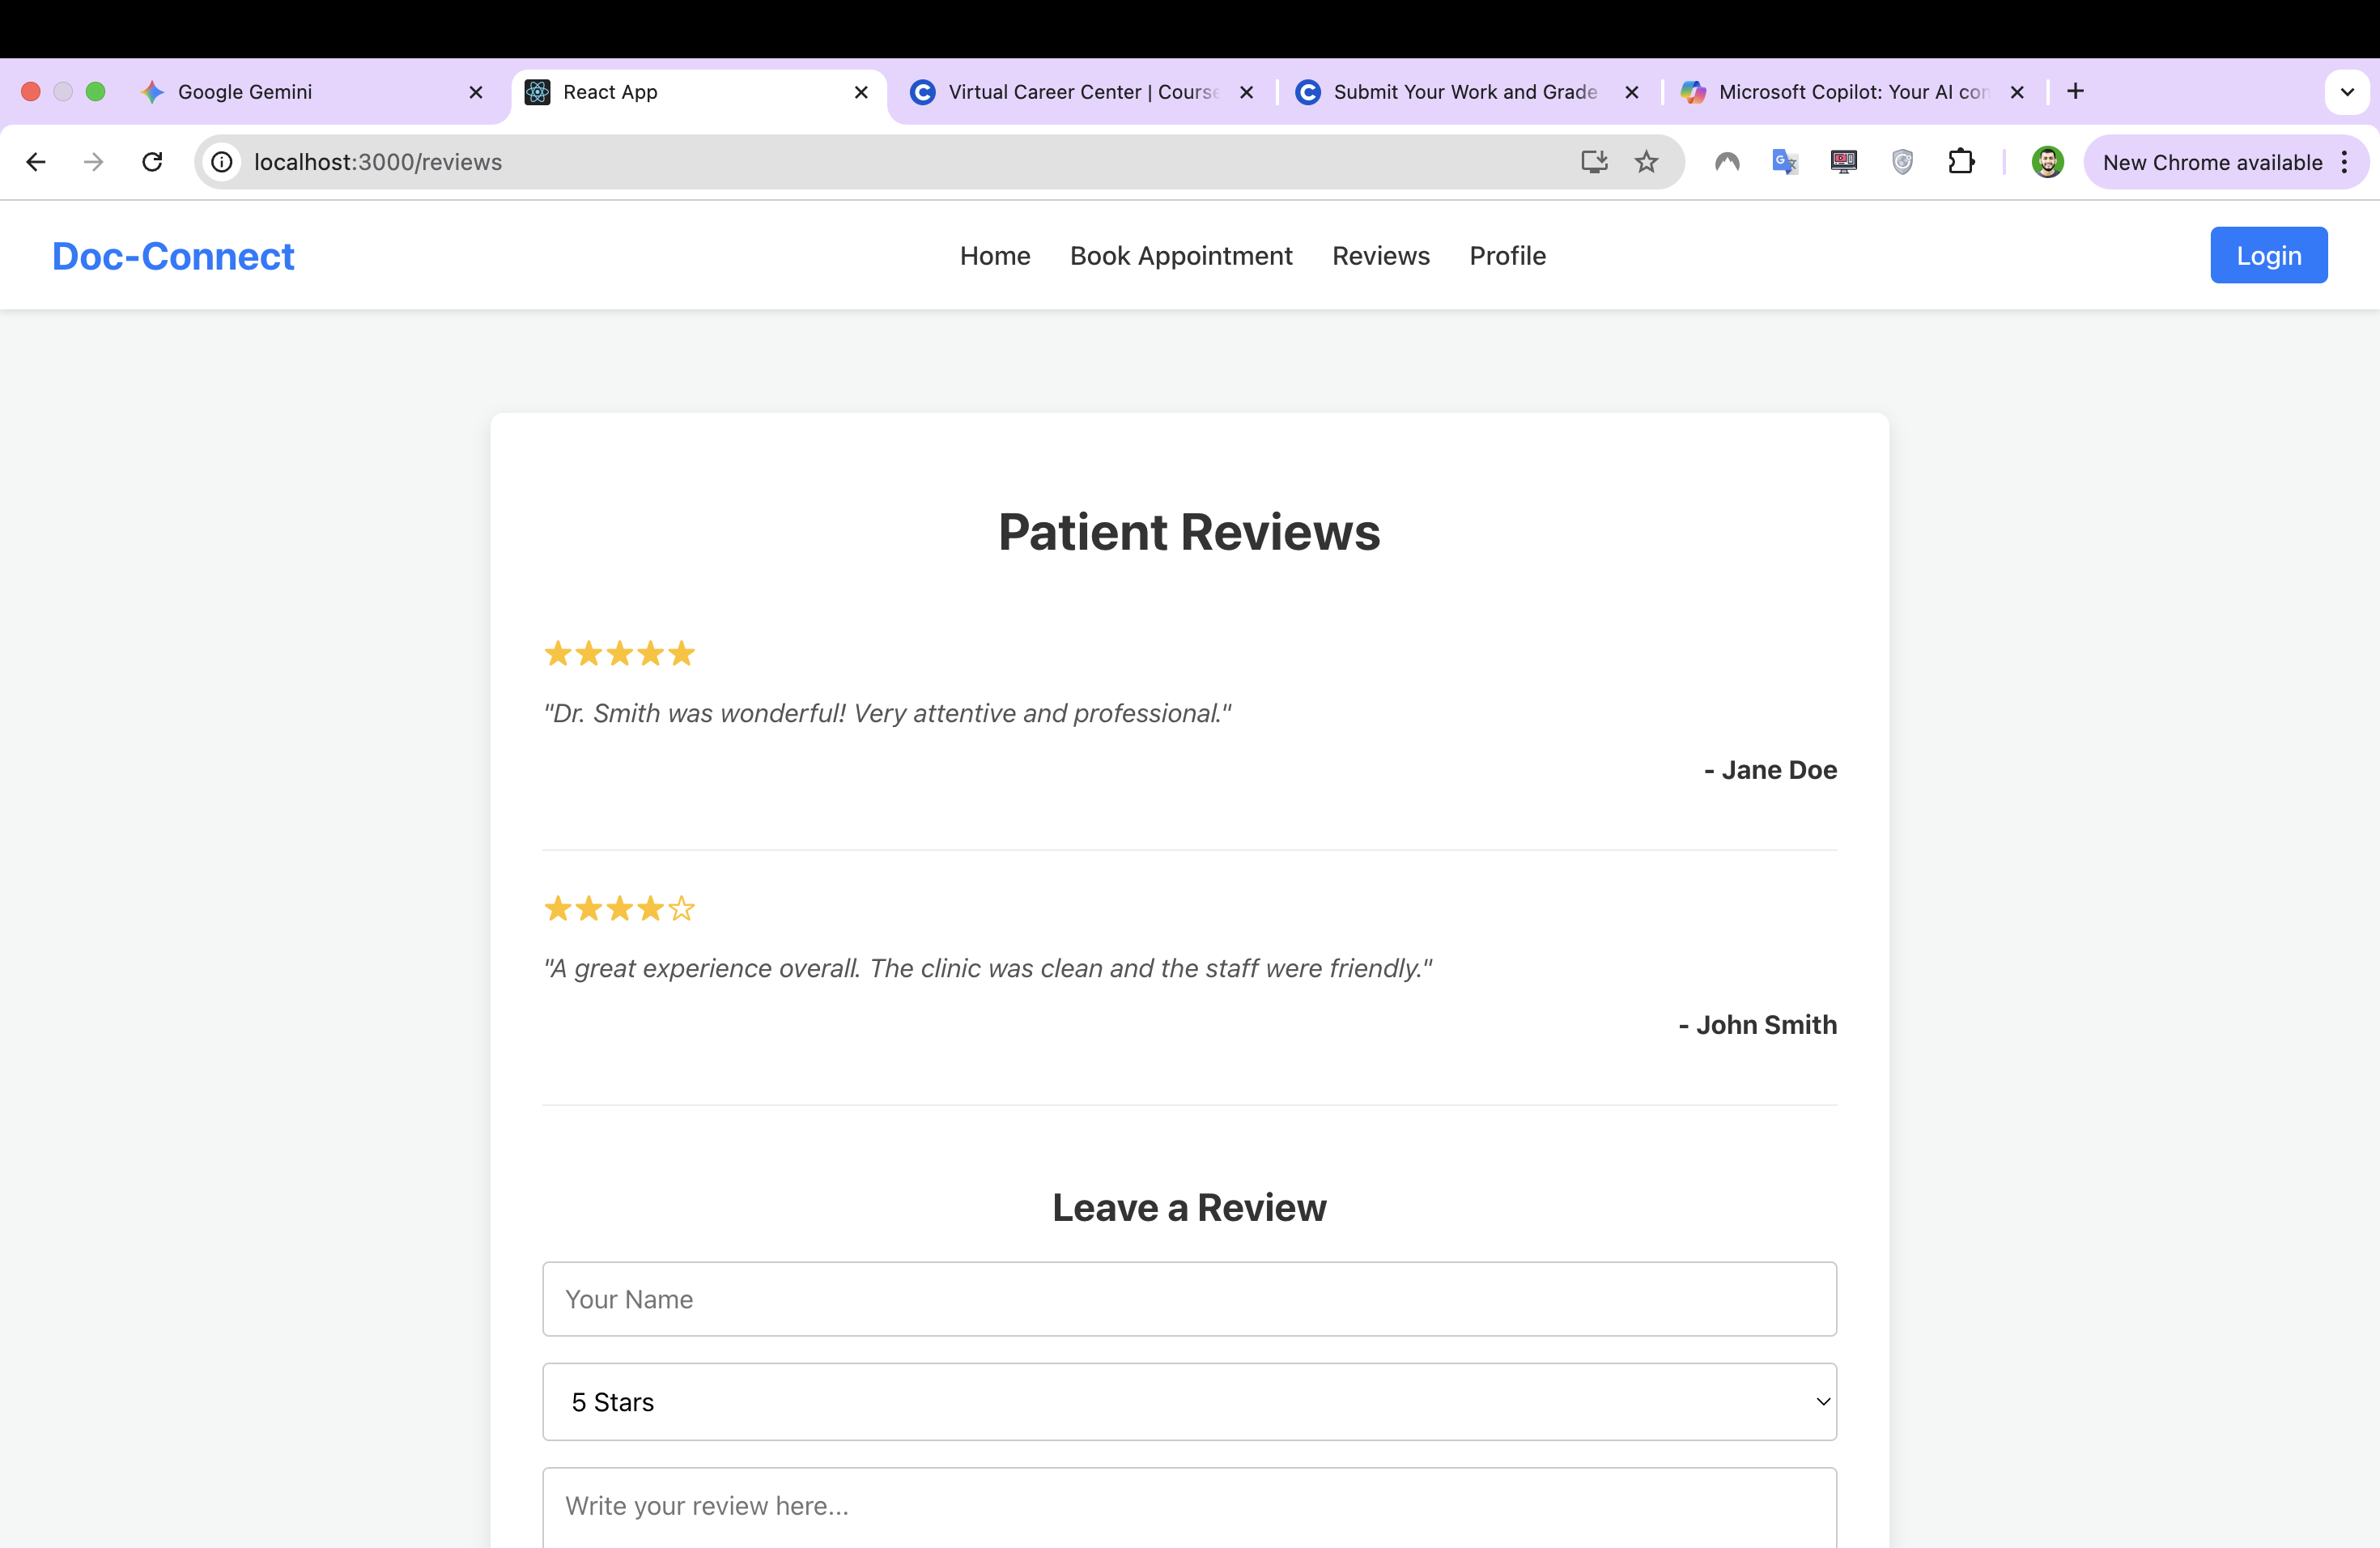 Google Gemini
React App
Virtual Career Center | Course
Submit Your Work and Grade
Microsoft Copilot: Your AI con
localhost:3000/reviews
New Chrome available
Doc-Connect
Home
Book Appointment
Reviews
Profile
Login
Patient Reviews
★★★★★
"Dr. Smith was wonderful! Very attentive and professional."
- Jane Doe
★★★★☆
"A great experience overall. The clinic was clean and the staff were friendly."
- John Smith
Leave a Review
Your Name
5 Stars
Write your review here...